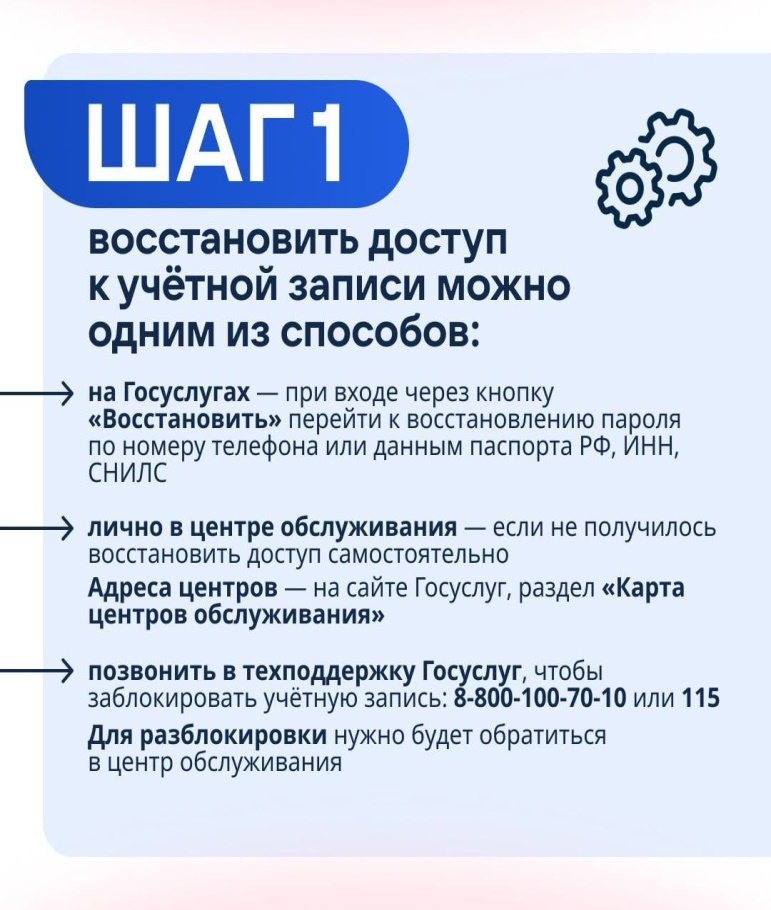 ШАГ 1
восстановить доступ
к учётной записи можно
одним из способов:
на Госуслугах — при входе через кнопку
«Восстановить» перейти к восстановлению пароля
по номеру телефона или данным паспорта РФ, ИНН,
СНИЛС
лично в центре обслуживания — если не получилось
восстановить доступ самостоятельно
Адреса центров — на сайте Госуслуг, раздел «Карта
центров обслуживания»
позвонить в техподдержку Госуслуг, чтобы
заблокировать учётную запись: 8-800-100-70-10 или 115
Для разблокировки нужно будет обратиться
в центр обслуживания